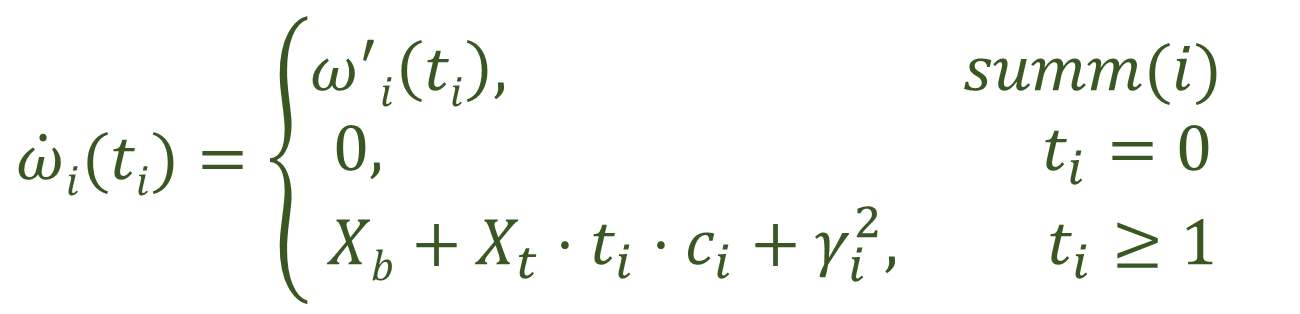 ω′ᵢ(tᵢ), summ(i)
ω̇ᵢ(tᵢ) = { 0, tᵢ = 0
X_b + X_t · tᵢ · cᵢ + γᵢ², tᵢ ≥ 1